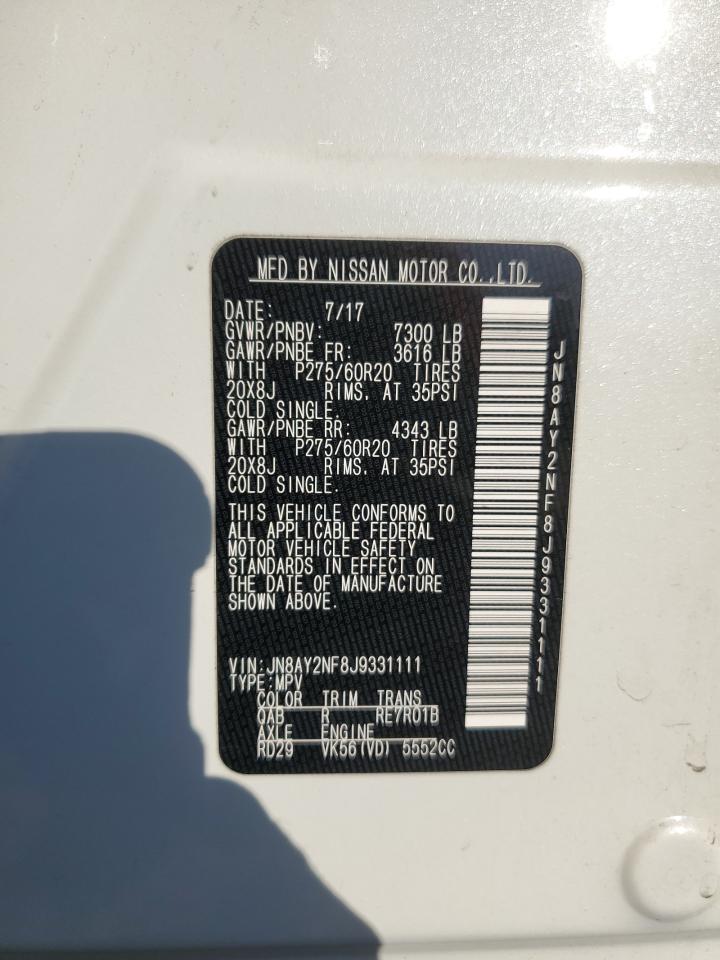 MFD BY NISSAN MOTOR CO.,LTD.
DATE: 7/17
GVWR/PNBV: 7300 LB
GAWR/PNBE FR: 3616 LB
WITH P275/60R20 TIRES
20X8J RIMS, AT 35PSI
COLD SINGLE.
GAWR/PNBE RR: 4343 LB
WITH P275/60R20 TIRES
20X8J RIMS, AT 35PSI
COLD SINGLE.
THIS VEHICLE CONFORMS TO
ALL APPLICABLE FEDERAL
MOTOR VEHICLE SAFETY
STANDARDS IN EFFECT ON
THE DATE OF MANUFACTURE
SHOWN ABOVE.
VIN:JN8AY2NF8J9331111
TYPE:MPV
COLOR TRIM TRANS
QAB R RE7R01B
AXLE ENGINE
RD29 VK56(VD) 5552CC
JN8AY2NF8J9331111